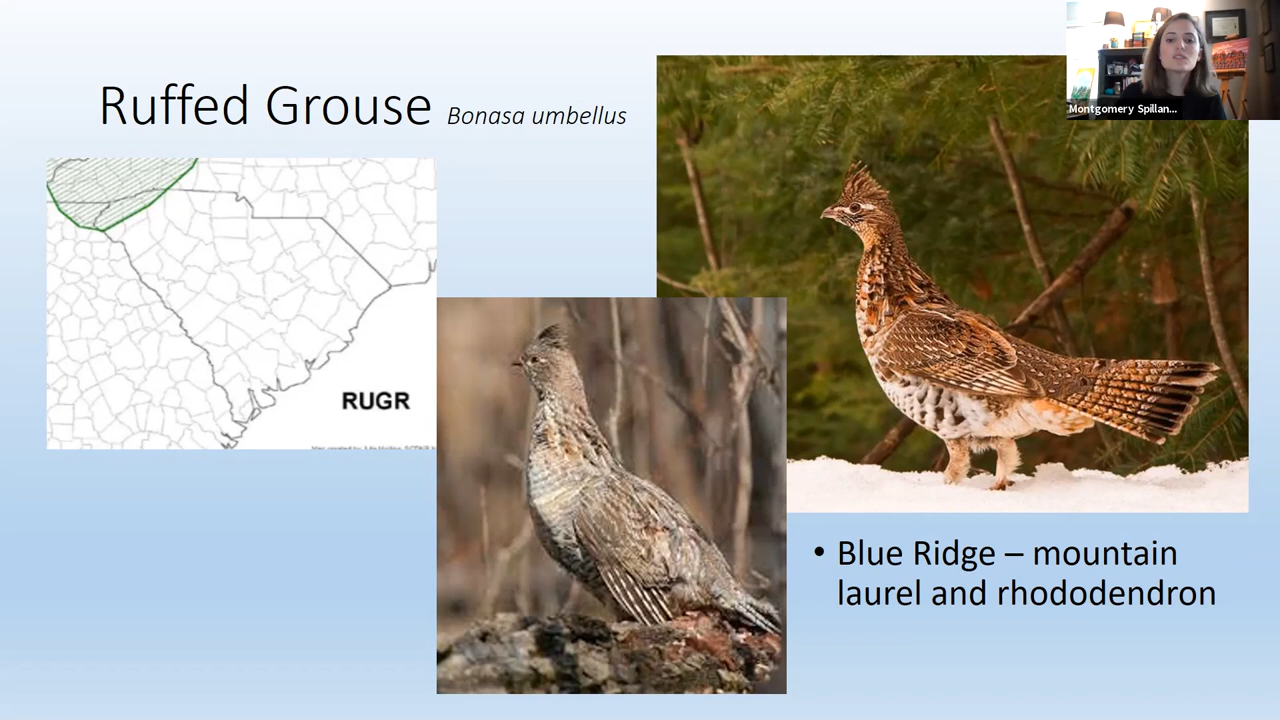 Montgomery Spillan...
Ruffed Grouse Bonasa umbellus
RUGR
• Blue Ridge – mountain
laurel and rhododendron